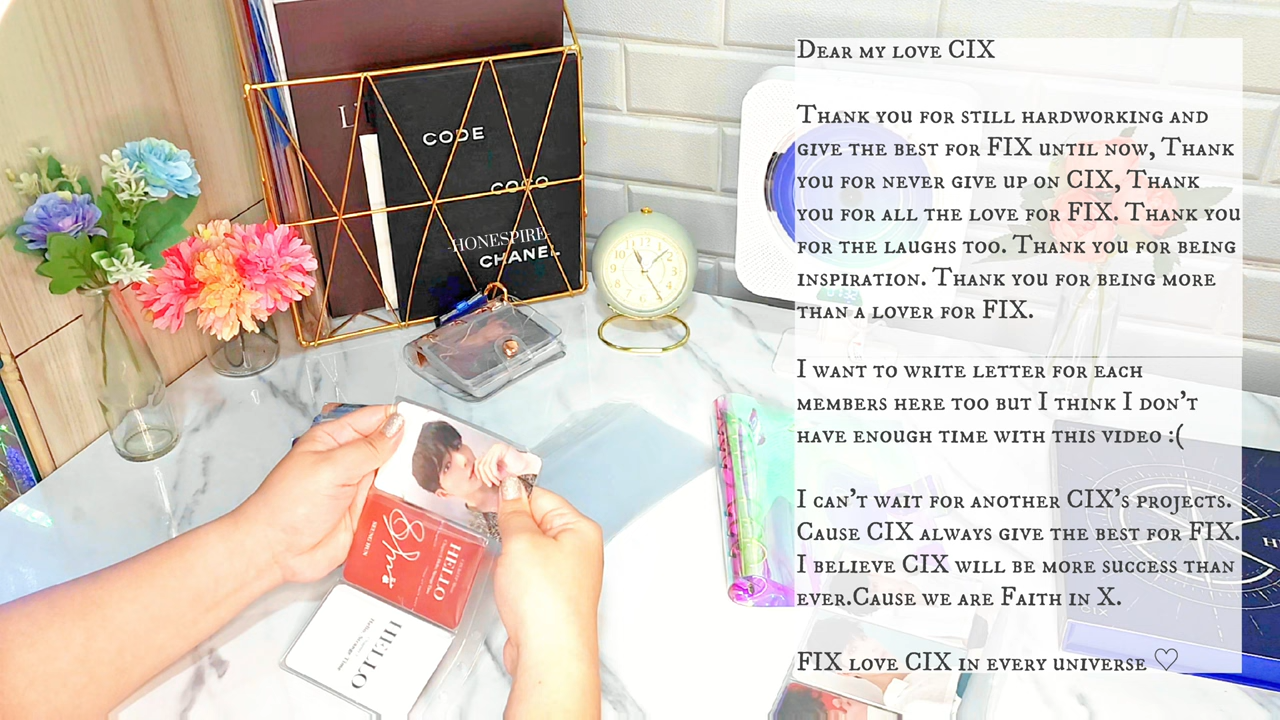 CODE
COCO
-HONESPIRE-
CHANEL
HELLO
SEUNG HUN
HELLO
Hello, Strange Time
Dear my love CIX
Thank you for still hardworking and
give the best for FIX until now, Thank
you for never give up on CIX, Thank
you for all the love for FIX. Thank you
for the laughs too. Thank you for being
inspiration. Thank you for being more
than a lover for FIX.
I want to write letter for each
members here too but I think I don't
have enough time with this video :(
I can't wait for another CIX's projects.
Cause CIX always give the best for FIX.
I believe CIX will be more success than
ever.Cause we are Faith in X.
FIX love CIX in every universe ♡